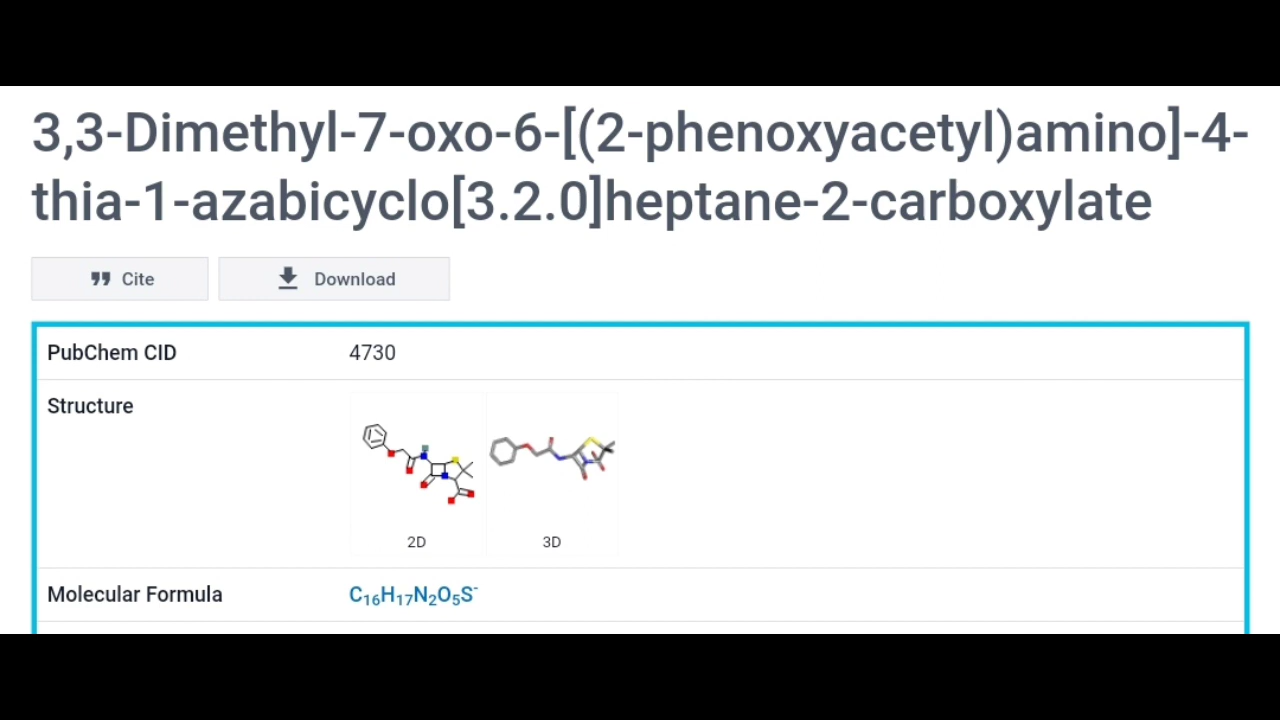 3,3-Dimethyl-7-oxo-6-[(2-phenoxyacetyl)amino]-4-
thia-1-azabicyclo[3.2.0]heptane-2-carboxylate
Cite
Download
PubChem CID 4730
Structure
2D 3D
Molecular Formula C₁₆H₁₇N₂O₅S⁻